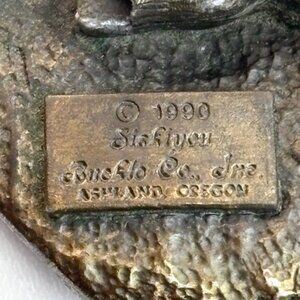 © 1990
Siskiyou
Buckle Co., Inc.
ASHLAND, OREGON